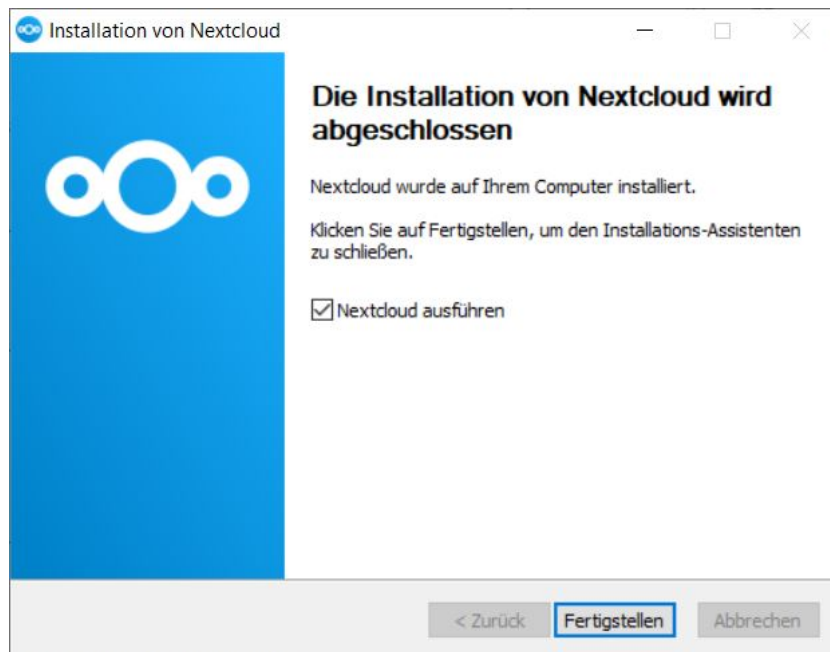 Installation von Nextcloud
Die Installation von Nextcloud wird
abgeschlossen
Nextcloud wurde auf Ihrem Computer installiert.
Klicken Sie auf Fertigstellen, um den Installations-Assistenten
zu schließen.
Nextcloud ausführen
< Zurück
Fertigstellen
Abbrechen